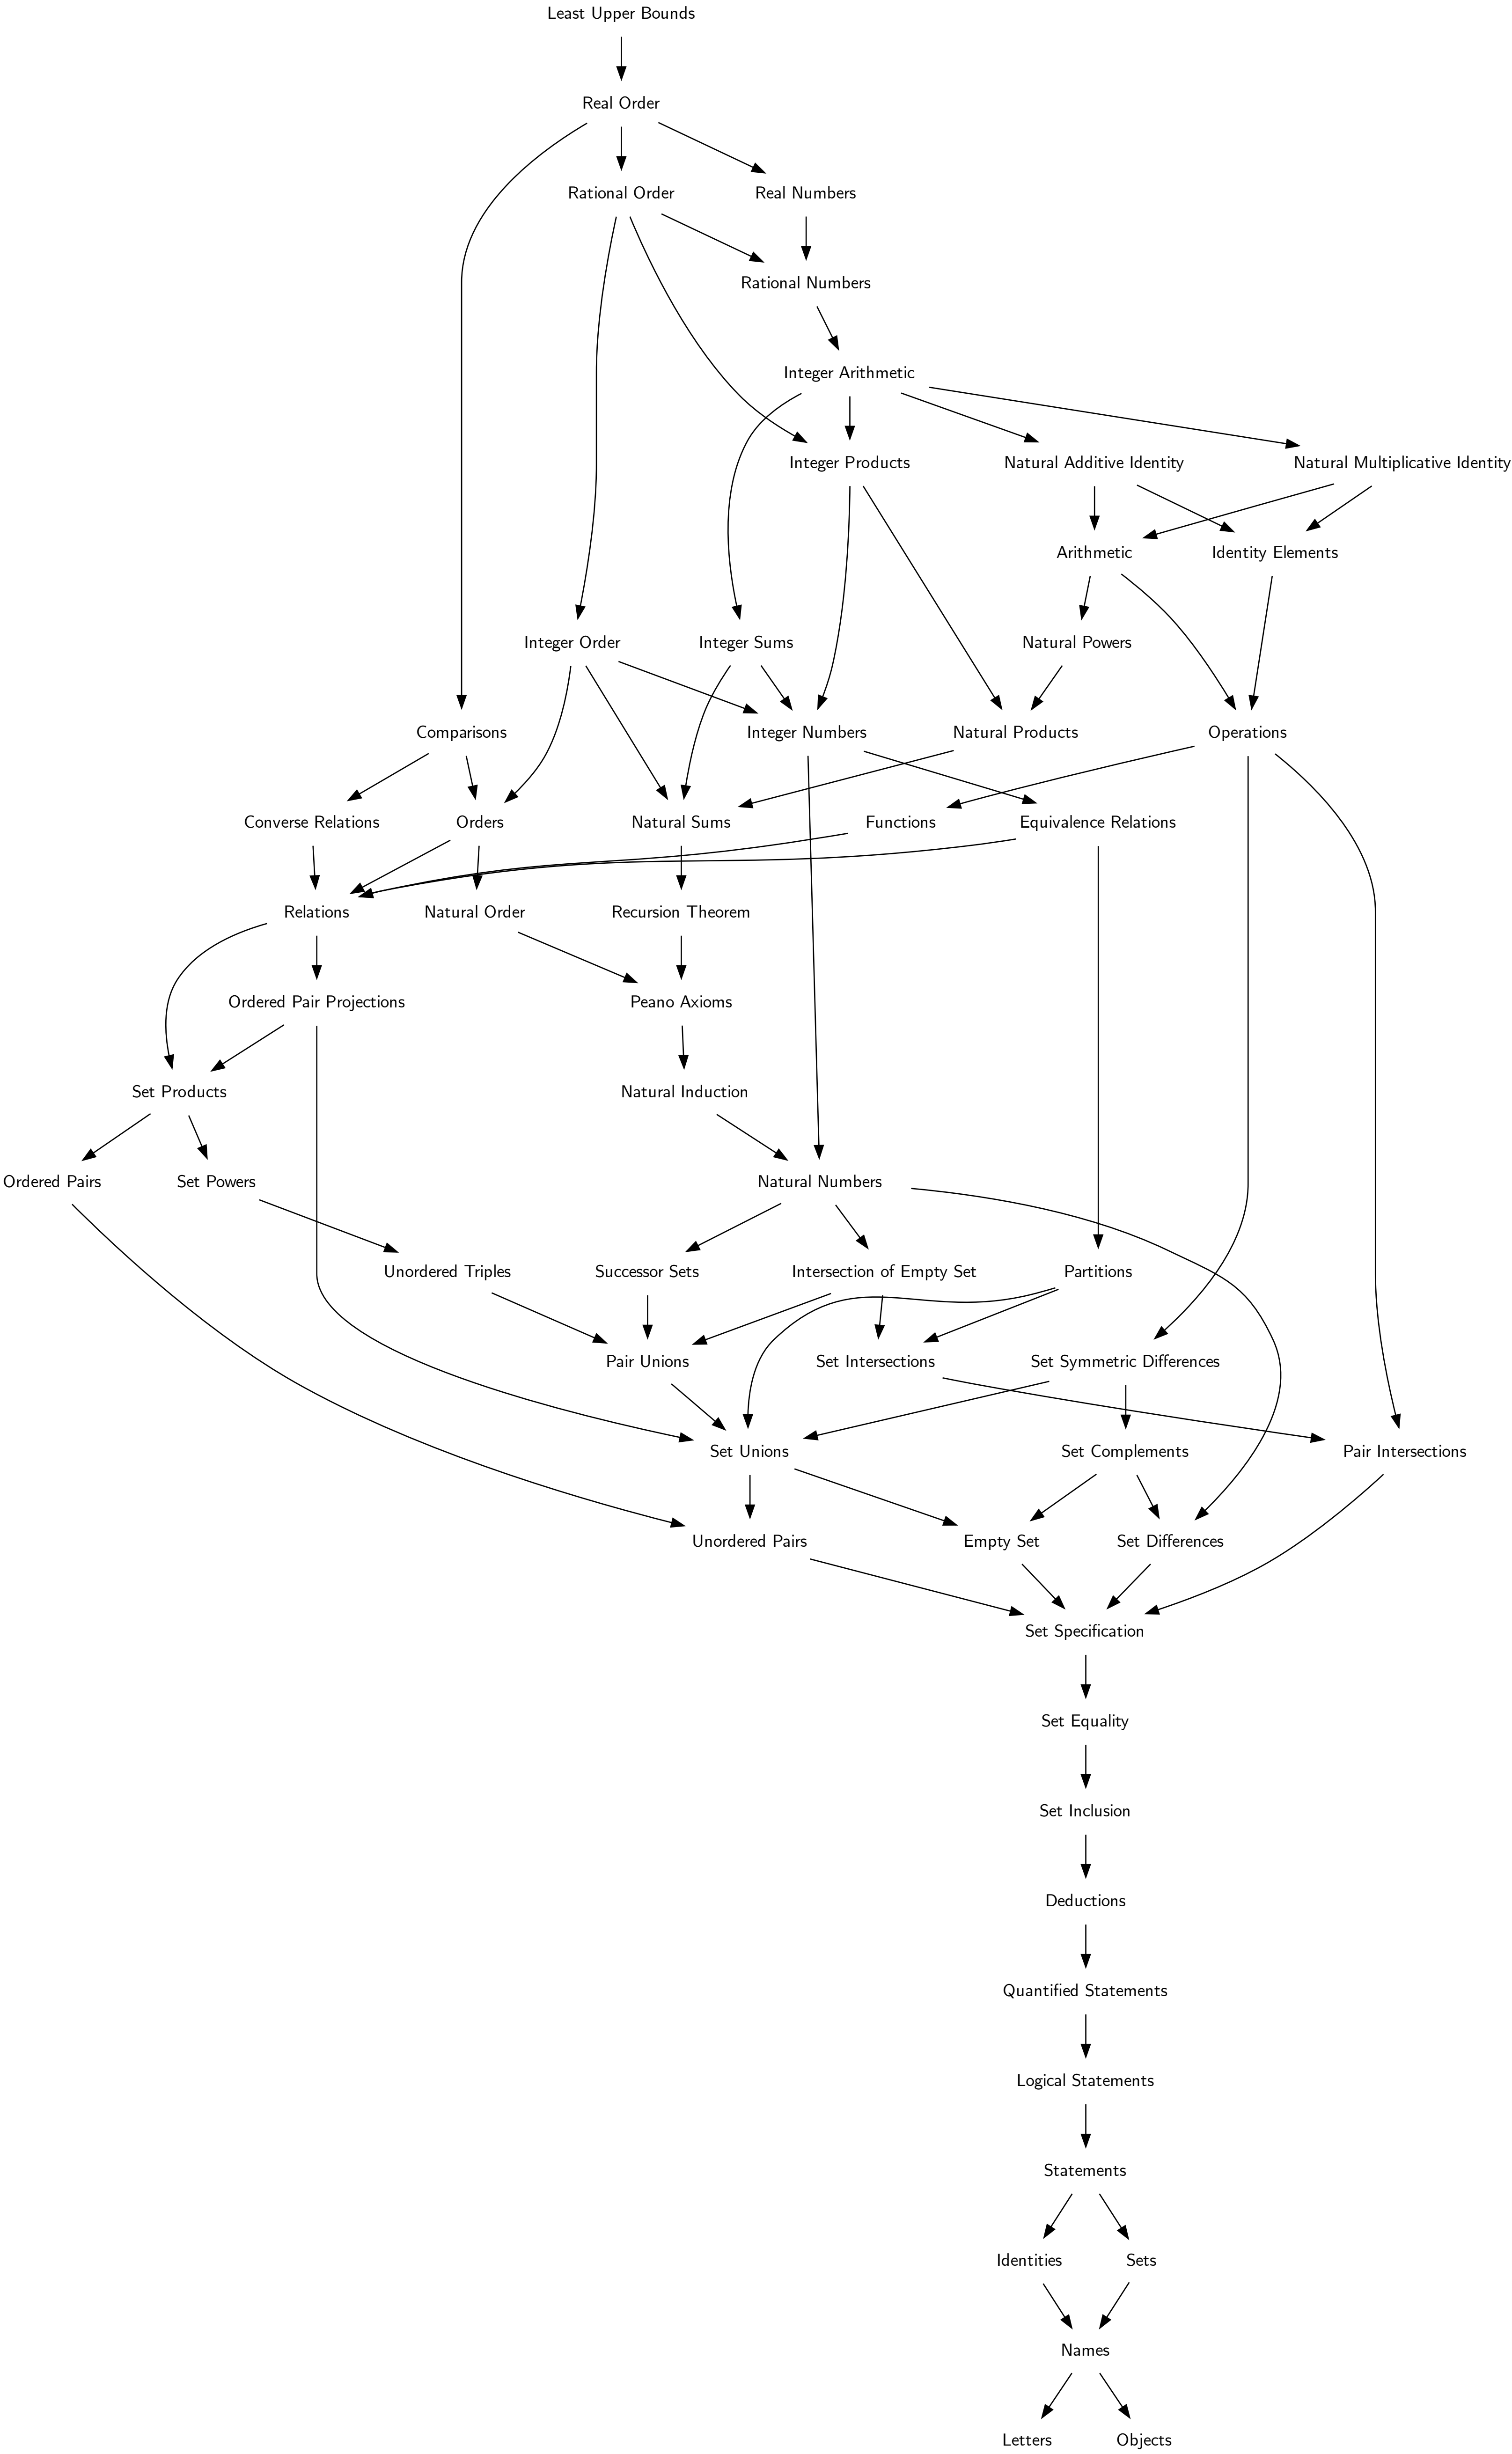 Least Upper Bounds
Real Order
Rational Order
Real Numbers
Rational Numbers
Integer Arithmetic
Integer Products
Natural Additive Identity
Natural Multiplicative Identity
Arithmetic
Identity Elements
Integer Order
Integer Sums
Natural Powers
Comparisons
Integer Numbers
Natural Products
Operations
Converse Relations
Orders
Natural Sums
Functions
Equivalence Relations
Relations
Natural Order
Recursion Theorem
Ordered Pair Projections
Peano Axioms
Set Products
Natural Induction
Ordered Pairs
Set Powers
Natural Numbers
Unordered Triples
Successor Sets
Intersection of Empty Set
Partitions
Pair Unions
Set Intersections
Set Symmetric Differences
Set Unions
Set Complements
Pair Intersections
Unordered Pairs
Empty Set
Set Differences
Set Specification
Set Equality
Set Inclusion
Deductions
Quantified Statements
Logical Statements
Statements
Identities
Sets
Names
Letters
Objects